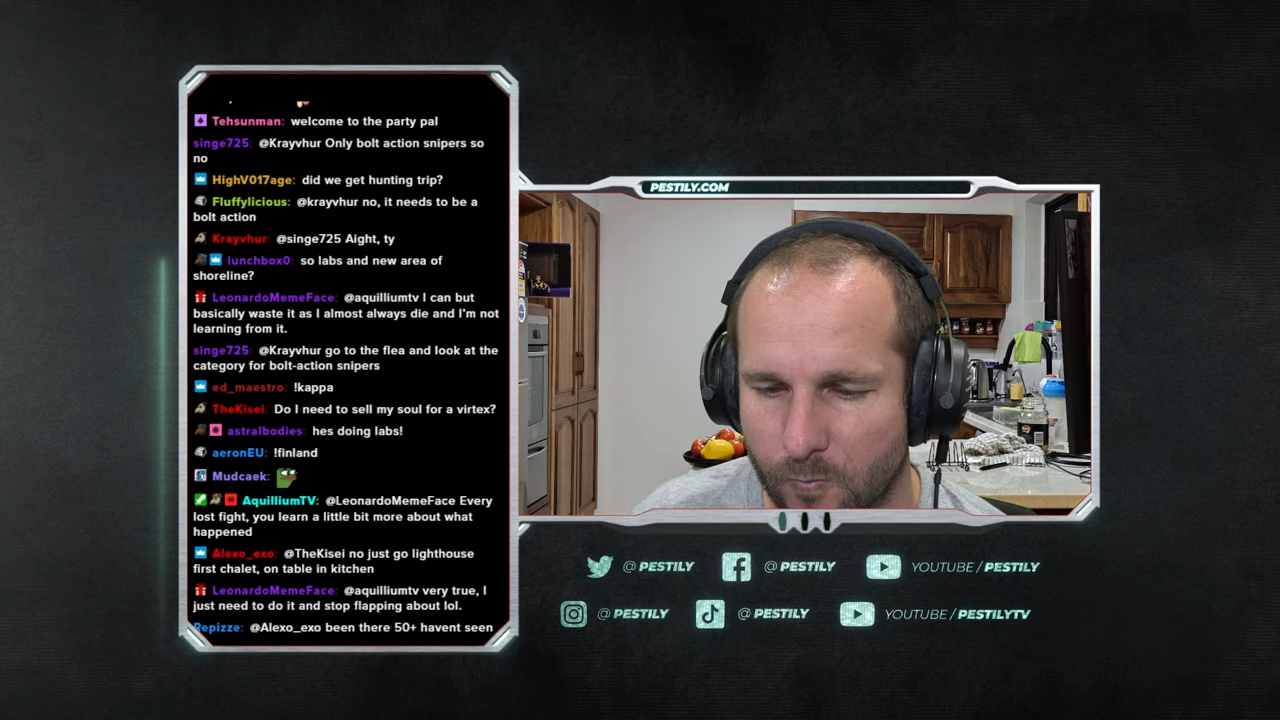 Tehsunman: welcome to the party pal
singe725: @Krayvhur Only bolt action snipers so
no
HighV017age: did we get hunting trip?
Fluffylicious: @krayvhur no, it needs to be a
bolt action
Krayvhur: @singe725 Aight, ty
lunchbox0: so labs and new area of
shoreline?
LeonardoMemeFace: @aquilliumtv I can but
basically waste it as I almost always die and I'm not
learning from it.
singe725: @Krayvhur go to the flea and look at the
category for bolt-action snipers
ed_maestro: !kappa
TheKisei: Do I need to sell my soul for a virtex?
astralbodies: hes doing labs!
aeronEU: !finland
Mudcaek:
AquilliumTV: @LeonardoMemeFace Every
lost fight, you learn a little bit more about what
happened
Alexo_exo: @TheKisei no just go lighthouse
first chalet, on table in kitchen
LeonardoMemeFace: @aquilliumtv very true, I
just need to do it and stop flapping about lol.
Repizze: @Alexo_exo been there 50+ havent seen
PESTILY.COM
@PESTILY
@PESTILY
YOUTUBE / PESTILY
@PESTILY
@PESTILY
YOUTUBE / PESTILYTV